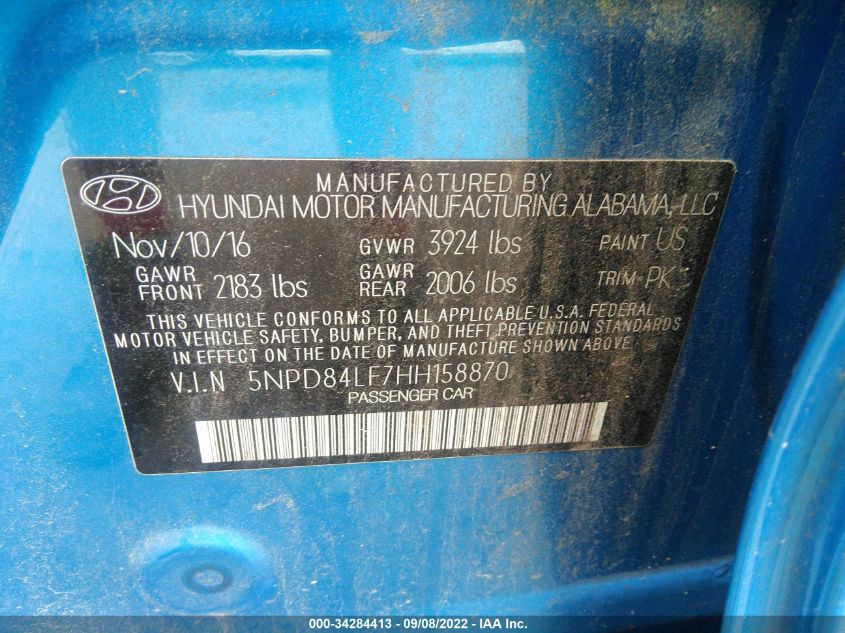 MANUFACTURED BY
HYUNDAI MOTOR MANUFACTURING ALABAMA, LLC
Nov/10/16 GVWR 3924 lbs PAINT US
GAWR FRONT 2183 lbs GAWR REAR 2006 lbs TRIM PK
THIS VEHICLE CONFORMS TO ALL APPLICABLE U.S.A. FEDERAL
MOTOR VEHICLE SAFETY, BUMPER, AND THEFT PREVENTION STANDARDS
IN EFFECT ON THE DATE OF MANUFACTURE SHOWN ABOVE.
V.I.N 5NPD84LF7HH158870
PASSENGER CAR
000-34284413 - 09/08/2022 - IAA Inc.